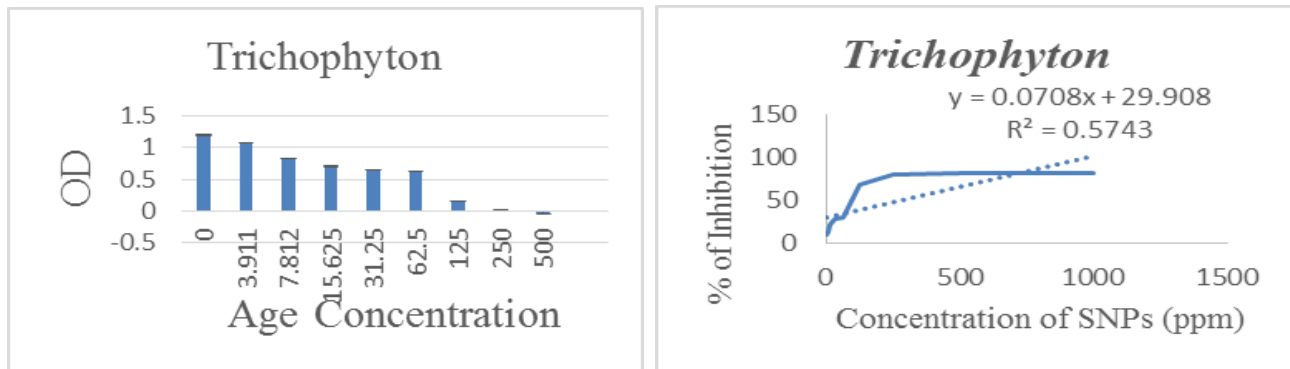 Trichophyton
1.5
1
0.5
0
-0.5
OD
0
3.911
7.812
15.625
31.25
62.5
125
250
500
Age Concentration
Trichophyton
y = 0.0708x + 29.908
R² = 0.5743
150
100
50
0
% of Inhibition
0 500 1000 1500
Concentration of SNPs (ppm)